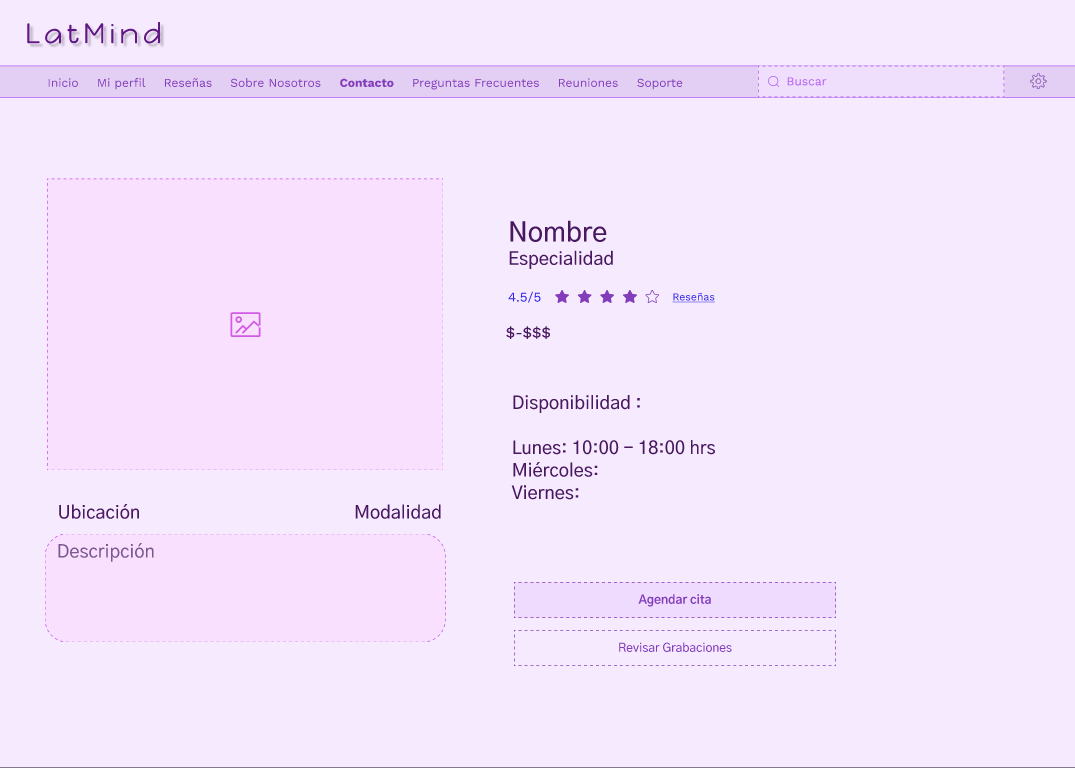 LatMind
Inicio Mi perfil Reseñas Sobre Nosotros Contacto Preguntas Frecuentes Reuniones Soporte Buscar
Nombre
Especialidad
4.5/5 Reseñas
$-$$$
Disponibilidad :
Lunes: 10:00 - 18:00 hrs
Miércoles:
Viernes:
Ubicación Modalidad
Descripción
Agendar cita
Revisar Grabaciones